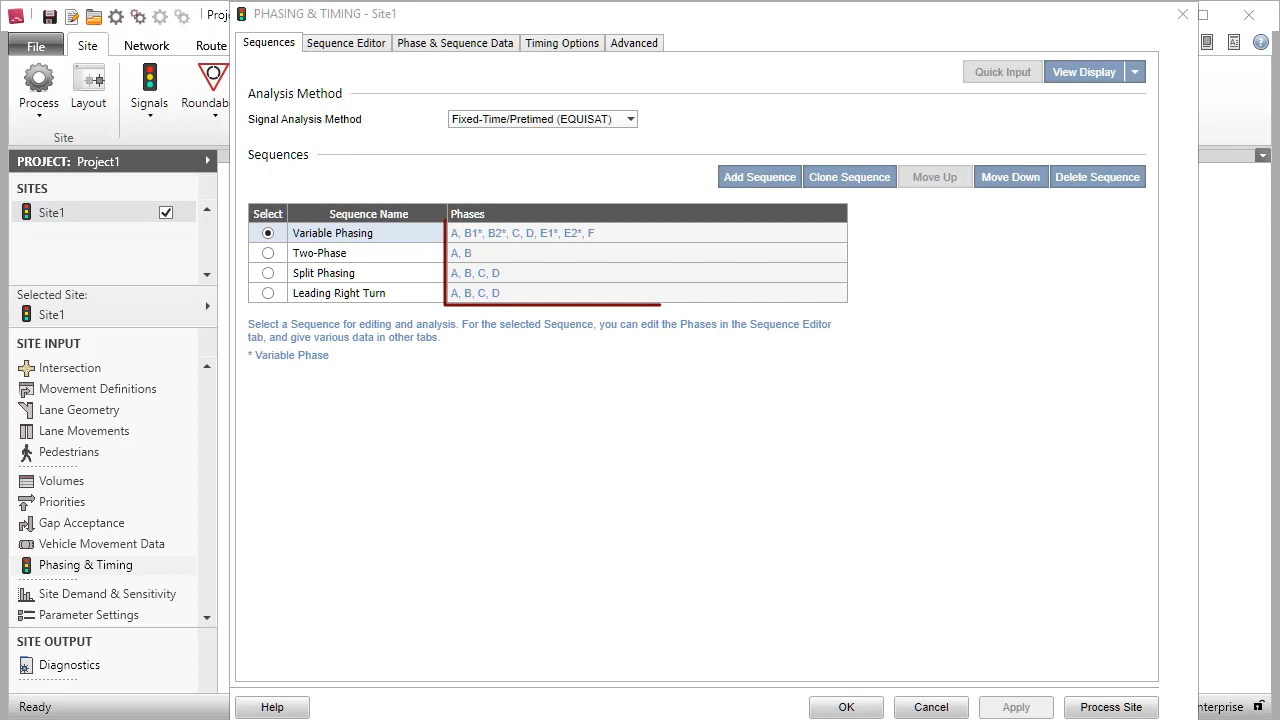 Proje
PHASING & TIMING - Site1
File
Site
Network
Route
Sequences
Sequence Editor
Phase & Sequence Data
Timing Options
Advanced
Process
Layout
Signals
Roundab
Site
Quick Input
View Display
Analysis Method
Signal Analysis Method
Fixed-Time/Pretimed (EQUISAT)
Sequences
Add Sequence
Clone Sequence
Move Up
Move Down
Delete Sequence
Select Sequence Name Phases
Variable Phasing A, B1*, B2*, C, D, E1*, E2*, F
Two-Phase A, B
Split Phasing A, B, C, D
Leading Right Turn A, B, C, D
Select a Sequence for editing and analysis. For the selected Sequence, you can edit the Phases in the Sequence Editor
tab, and give various data in other tabs.
* Variable Phase
PROJECT: Project1
SITES
Site1
Selected Site:
Site1
SITE INPUT
Intersection
Movement Definitions
Lane Geometry
Lane Movements
Pedestrians
Volumes
Priorities
Gap Acceptance
Vehicle Movement Data
Phasing & Timing
Site Demand & Sensitivity
Parameter Settings
SITE OUTPUT
Diagnostics
Ready
Help
OK
Cancel
Apply
Process Site
nterprise